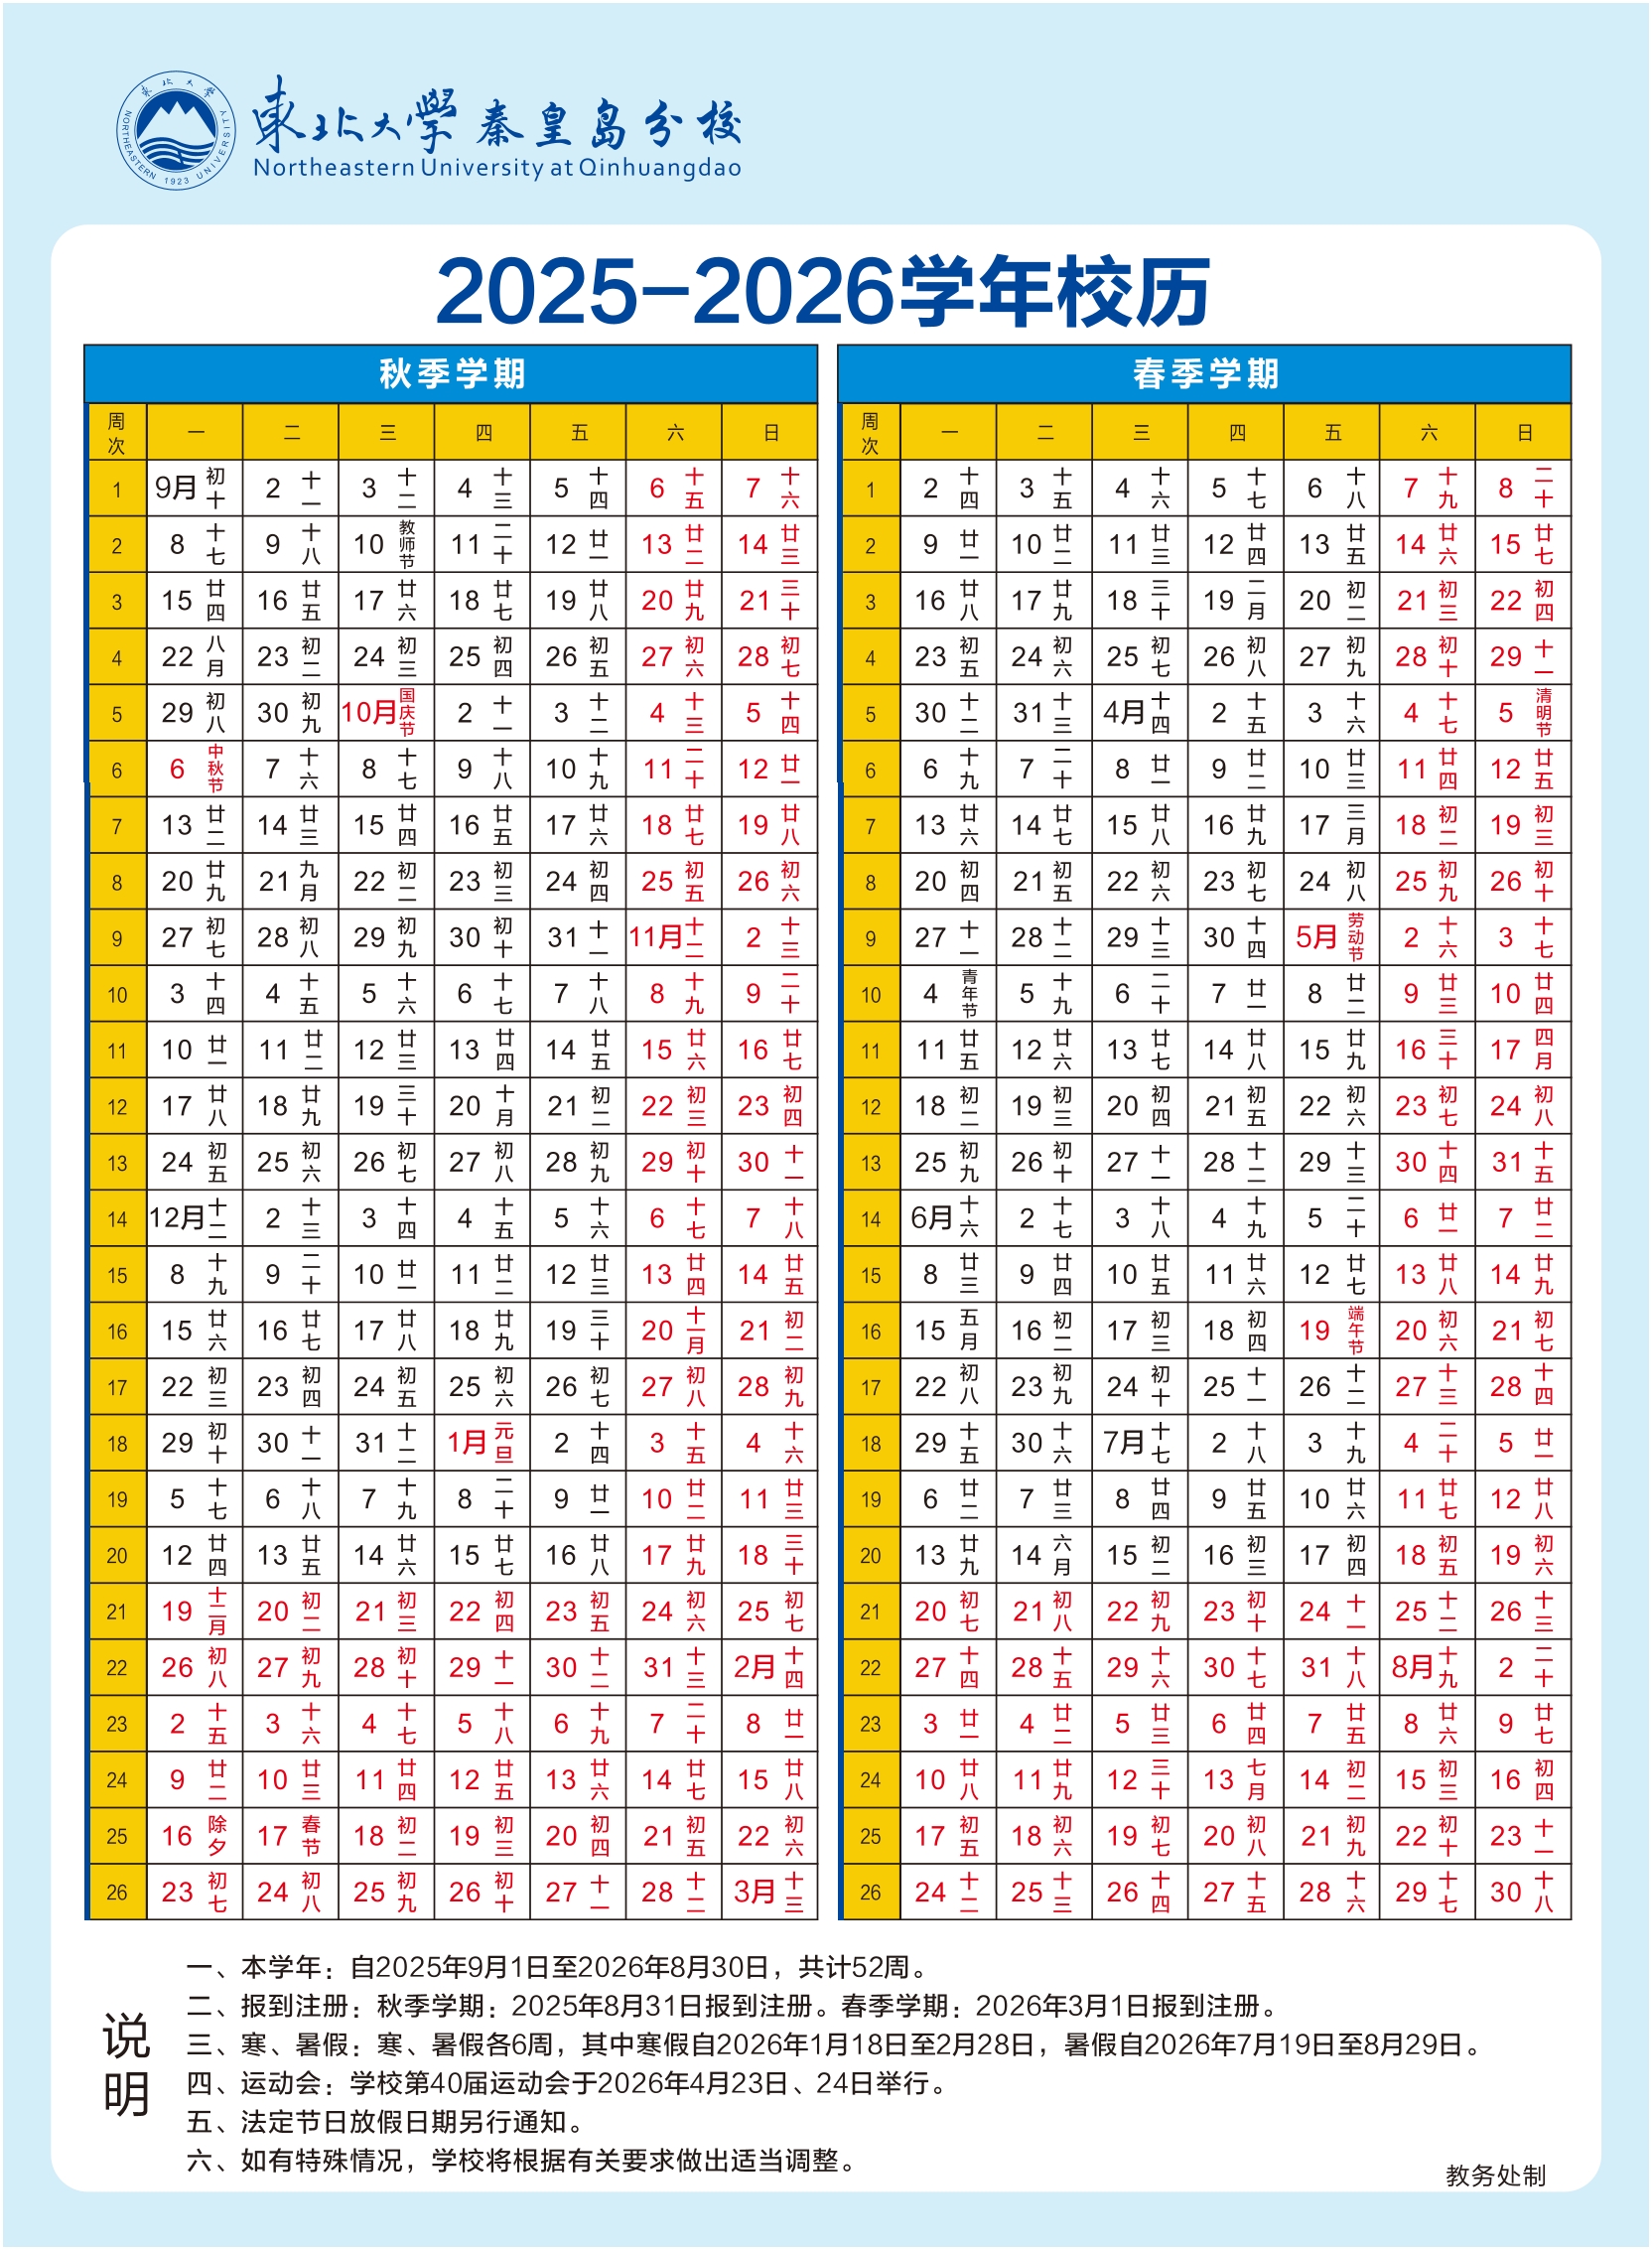 東北大學秦皇岛分校
Northeastern University at Qinhuangdao
東北大學
NORTHEASTERN 1923 UNIVERSITY
2025-2026学年校历
秋季学期
周次 一 二 三 四 五 六 日
1 9月 初十 2 十一 3 十二 4 十三 5 十四 6 十五 7 十六
2 8 十七 9 十八 10 教师节 11 二十 12 廿一 13 廿二 14 廿三
3 15 廿四 16 廿五 17 廿六 18 廿七 19 廿八 20 廿九 21 三十
4 22 八月 23 初二 24 初三 25 初四 26 初五 27 初六 28 初七
5 29 初八 30 初九 10月 国庆节 2 十一 3 十二 4 十三 5 十四
6 6 中秋节 7 十六 8 十七 9 十八 10 十九 11 二十 12 廿一
7 13 廿二 14 廿三 15 廿四 16 廿五 17 廿六 18 廿七 19 廿八
8 20 廿九 21 九月 22 初二 23 初三 24 初四 25 初五 26 初六
9 27 初七 28 初八 29 初九 30 初十 31 十一 11月 十二 2 十三
10 3 十四 4 十五 5 十六 6 十七 7 十八 8 十九 9 二十
11 10 廿一 11 廿二 12 廿三 13 廿四 14 廿五 15 廿六 16 廿七
12 17 廿八 18 廿九 19 三十 20 十月 21 初二 22 初三 23 初四
13 24 初五 25 初六 26 初七 27 初八 28 初九 29 初十 30 十一
14 12月 十二 2 十三 3 十四 4 十五 5 十六 6 十七 7 十八
15 8 十九 9 二十 10 廿一 11 廿二 12 廿三 13 廿四 14 廿五
16 15 廿六 16 廿七 17 廿八 18 廿九 19 三十 20 十一月 21 初二
17 22 初三 23 初四 24 初五 25 初六 26 初七 27 初八 28 初九
18 29 初十 30 十一 31 十二 1月 元旦 2 十四 3 十五 4 十六
19 5 十七 6 十八 7 十九 8 二十 9 廿一 10 廿二 11 廿三
20 12 廿四 13 廿五 14 廿六 15 廿七 16 廿八 17 廿九 18 三十
21 19 十二月 20 初二 21 初三 22 初四 23 初五 24 初六 25 初七
22 26 初八 27 初九 28 初十 29 十一 30 十二 31 十三 2月 十四
23 2 十五 3 十六 4 十七 5 十八 6 十九 7 二十 8 廿一
24 9 廿二 10 廿三 11 廿四 12 廿五 13 廿六 14 廿七 15 廿八
25 16 除夕 17 春节 18 初二 19 初三 20 初四 21 初五 22 初六
26 23 初七 24 初八 25 初九 26 初十 27 十一 28 十二 3月 十三
春季学期
周次 一 二 三 四 五 六 日
1 2 十四 3 十五 4 十六 5 十七 6 十八 7 十九 8 二十
2 9 廿一 10 廿二 11 廿三 12 廿四 13 廿五 14 廿六 15 廿七
3 16 廿八 17 廿九 18 三十 19 二月 20 初二 21 初三 22 初四
4 23 初五 24 初六 25 初七 26 初八 27 初九 28 初十 29 十一
5 30 十二 31 十三 4月 十四 2 十五 3 十六 4 十七 5 清明节
6 6 十九 7 二十 8 廿一 9 廿二 10 廿三 11 廿四 12 廿五
7 13 廿六 14 廿七 15 廿八 16 廿九 17 三月 18 初二 19 初三
8 20 初四 21 初五 22 初六 23 初七 24 初八 25 初九 26 初十
9 27 十一 28 十二 29 十三 30 十四 5月 劳动节 2 十六 3 十七
10 4 青年节 5 十九 6 二十 7 廿一 8 廿二 9 廿三 10 廿四
11 11 廿五 12 廿六 13 廿七 14 廿八 15 廿九 16 三十 17 四月
12 18 初二 19 初三 20 初四 21 初五 22 初六 23 初七 24 初八
13 25 初九 26 初十 27 十一 28 十二 29 十三 30 十四 31 十五
14 6月 十六 2 十七 3 十八 4 十九 5 二十 6 廿一 7 廿二
15 8 廿三 9 廿四 10 廿五 11 廿六 12 廿七 13 廿八 14 廿九
16 15 五月 16 初二 17 初三 18 初四 19 端午节 20 初六 21 初七
17 22 初八 23 初九 24 初十 25 十一 26 十二 27 十三 28 十四
18 29 十五 30 十六 7月 十七 2 十八 3 十九 4 二十 5 廿一
19 6 廿二 7 廿三 8 廿四 9 廿五 10 廿六 11 廿七 12 廿八
20 13 廿九 14 六月 15 初二 16 初三 17 初四 18 初五 19 初六
21 20 初七 21 初八 22 初九 23 初十 24 十一 25 十二 26 十三
22 27 十四 28 十五 29 十六 30 十七 31 十八 8月 十九 2 二十
23 3 廿一 4 廿二 5 廿三 6 廿四 7 廿五 8 廿六 9 廿七
24 10 廿八 11 廿九 12 三十 13 七月 14 初二 15 初三 16 初四
25 17 初五 18 初六 19 初七 20 初八 21 初九 22 初十 23 十一
26 24 十二 25 十三 26 十四 27 十五 28 十六 29 十七 30 十八
说明
一、本学年：自2025年9月1日至2026年8月30日，共计52周。
二、报到注册：秋季学期：2025年8月31日报到注册。春季学期：2026年3月1日报到注册。
三、寒、暑假：寒、暑假各6周，其中寒假自2026年1月18日至2月28日，暑假自2026年7月19日至8月29日。
四、运动会：学校第40届运动会于2026年4月23日、24日举行。
五、法定节日放假日期另行通知。
六、如有特殊情况，学校将根据有关要求做出适当调整。
教务处制